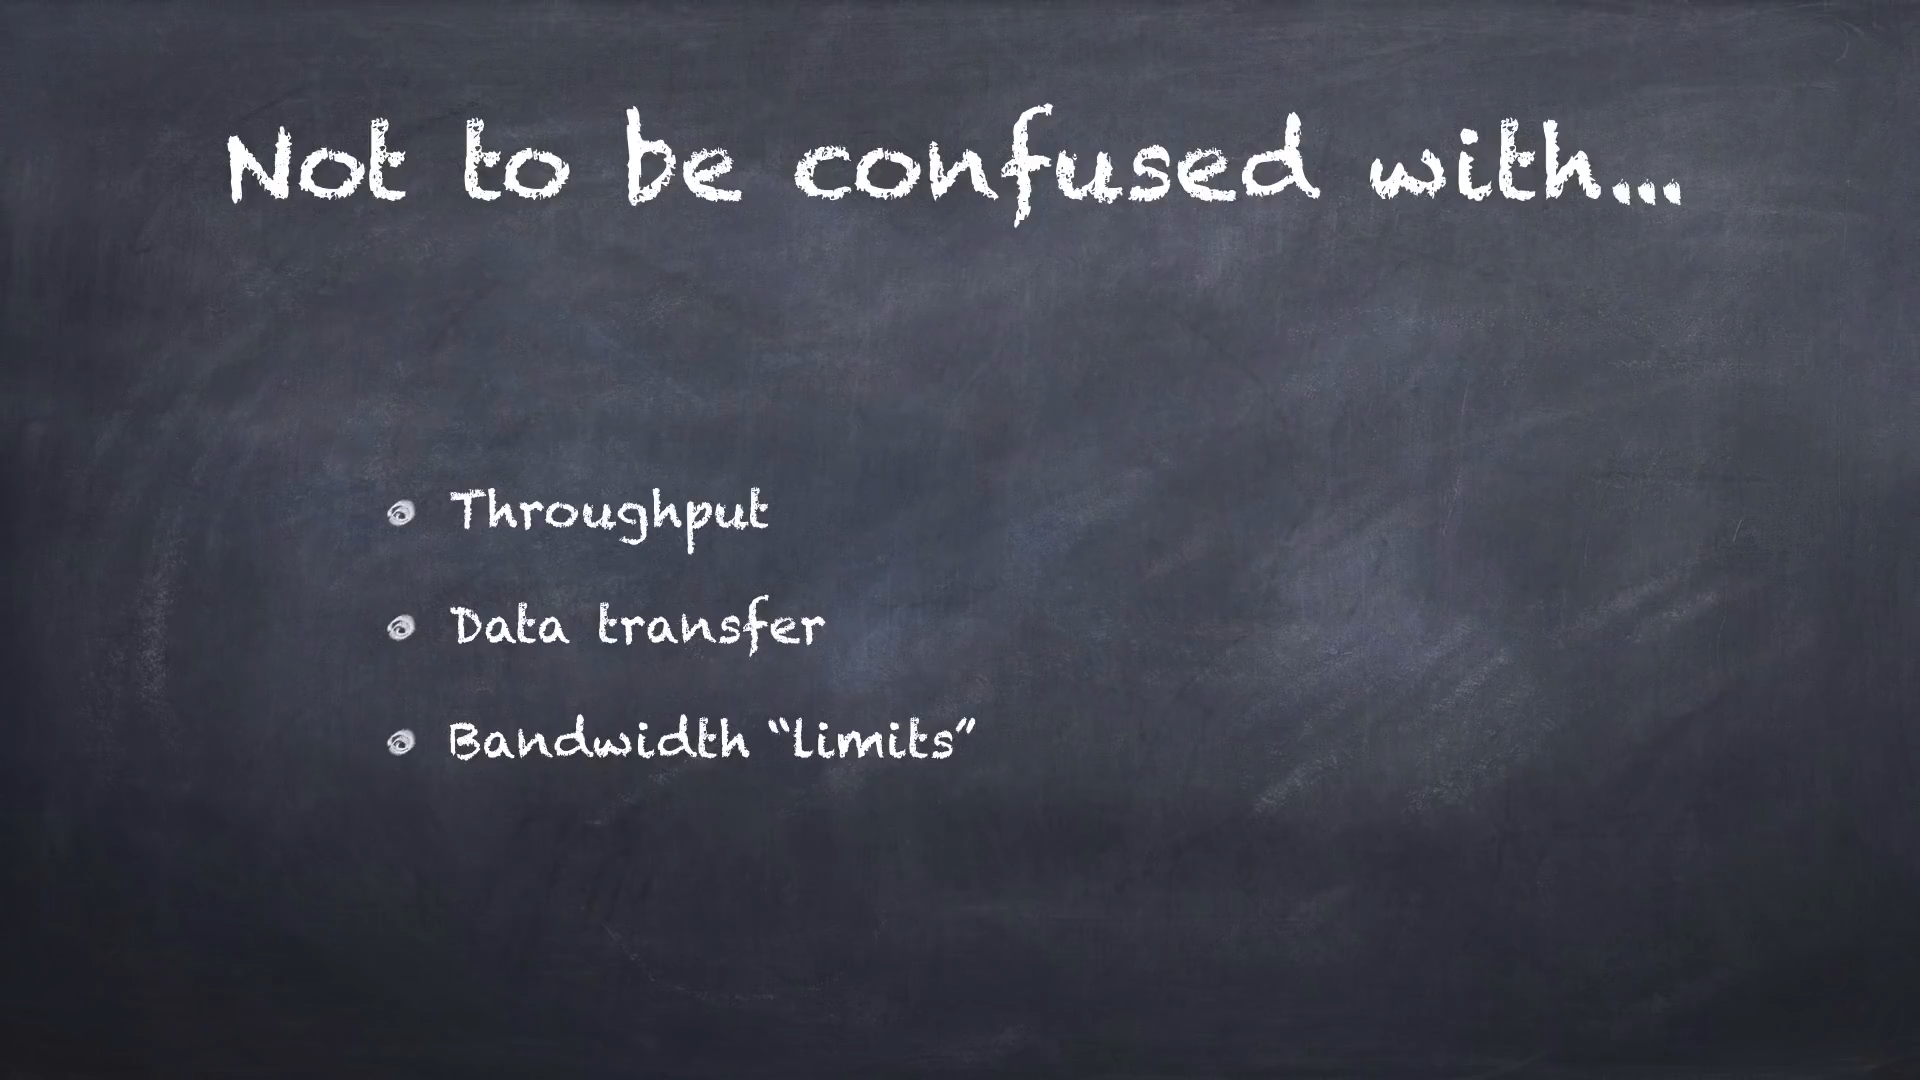 Not to be confused with...
Throughput
Data transfer
Bandwidth “limits”